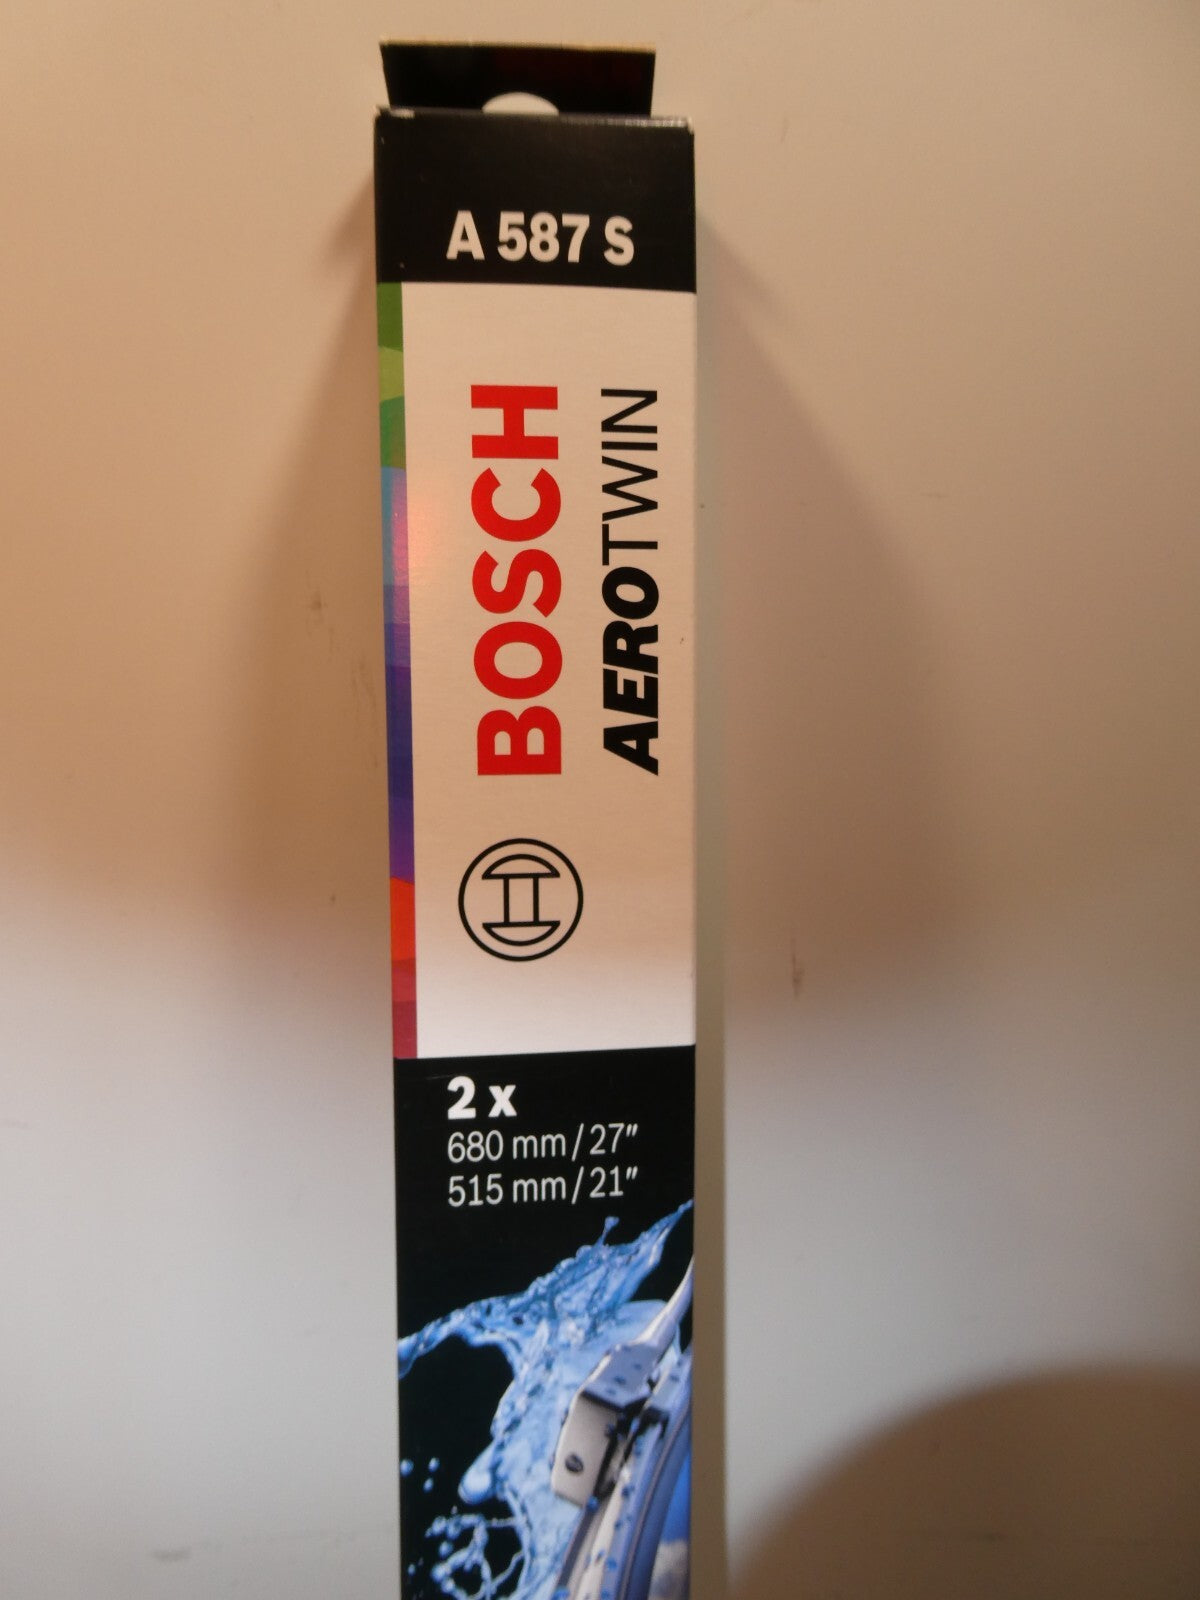 A 587 S
BOSCH
AEROTWIN
2 x
680 mm / 27"
515 mm / 21"